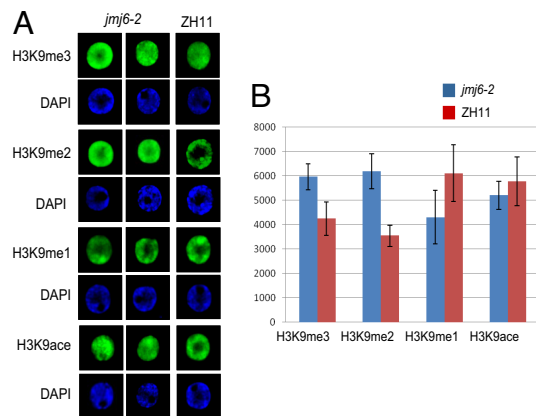 A
jmj6-2 ZH11
H3K9me3
DAPI
H3K9me2
DAPI
H3K9me1
DAPI
H3K9ace
DAPI
B
jmj6-2
ZH11
8000
7000
6000
5000
4000
3000
2000
1000
0
H3K9me3 H3K9me2 H3K9me1 H3K9ace